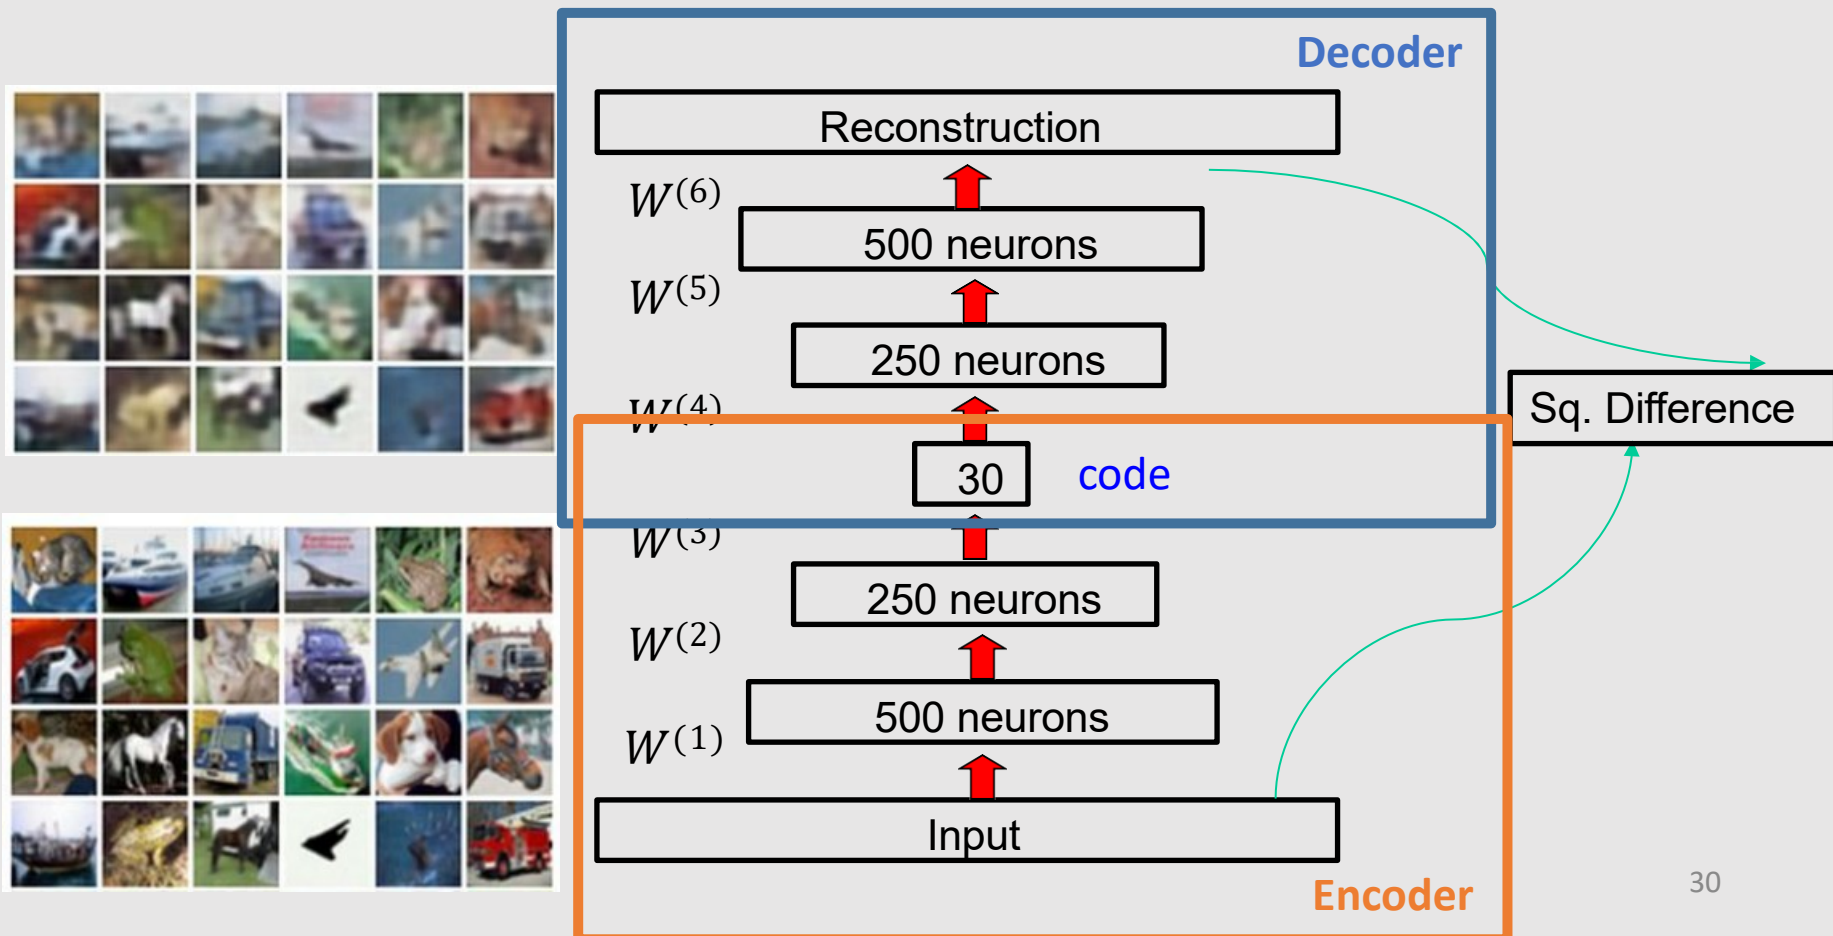 Decoder
Reconstruction
W(6)
500 neurons
W(5)
250 neurons
W(4)
Sq. Difference
30
code
W(3)
250 neurons
W(2)
500 neurons
W(1)
Input
Encoder
30